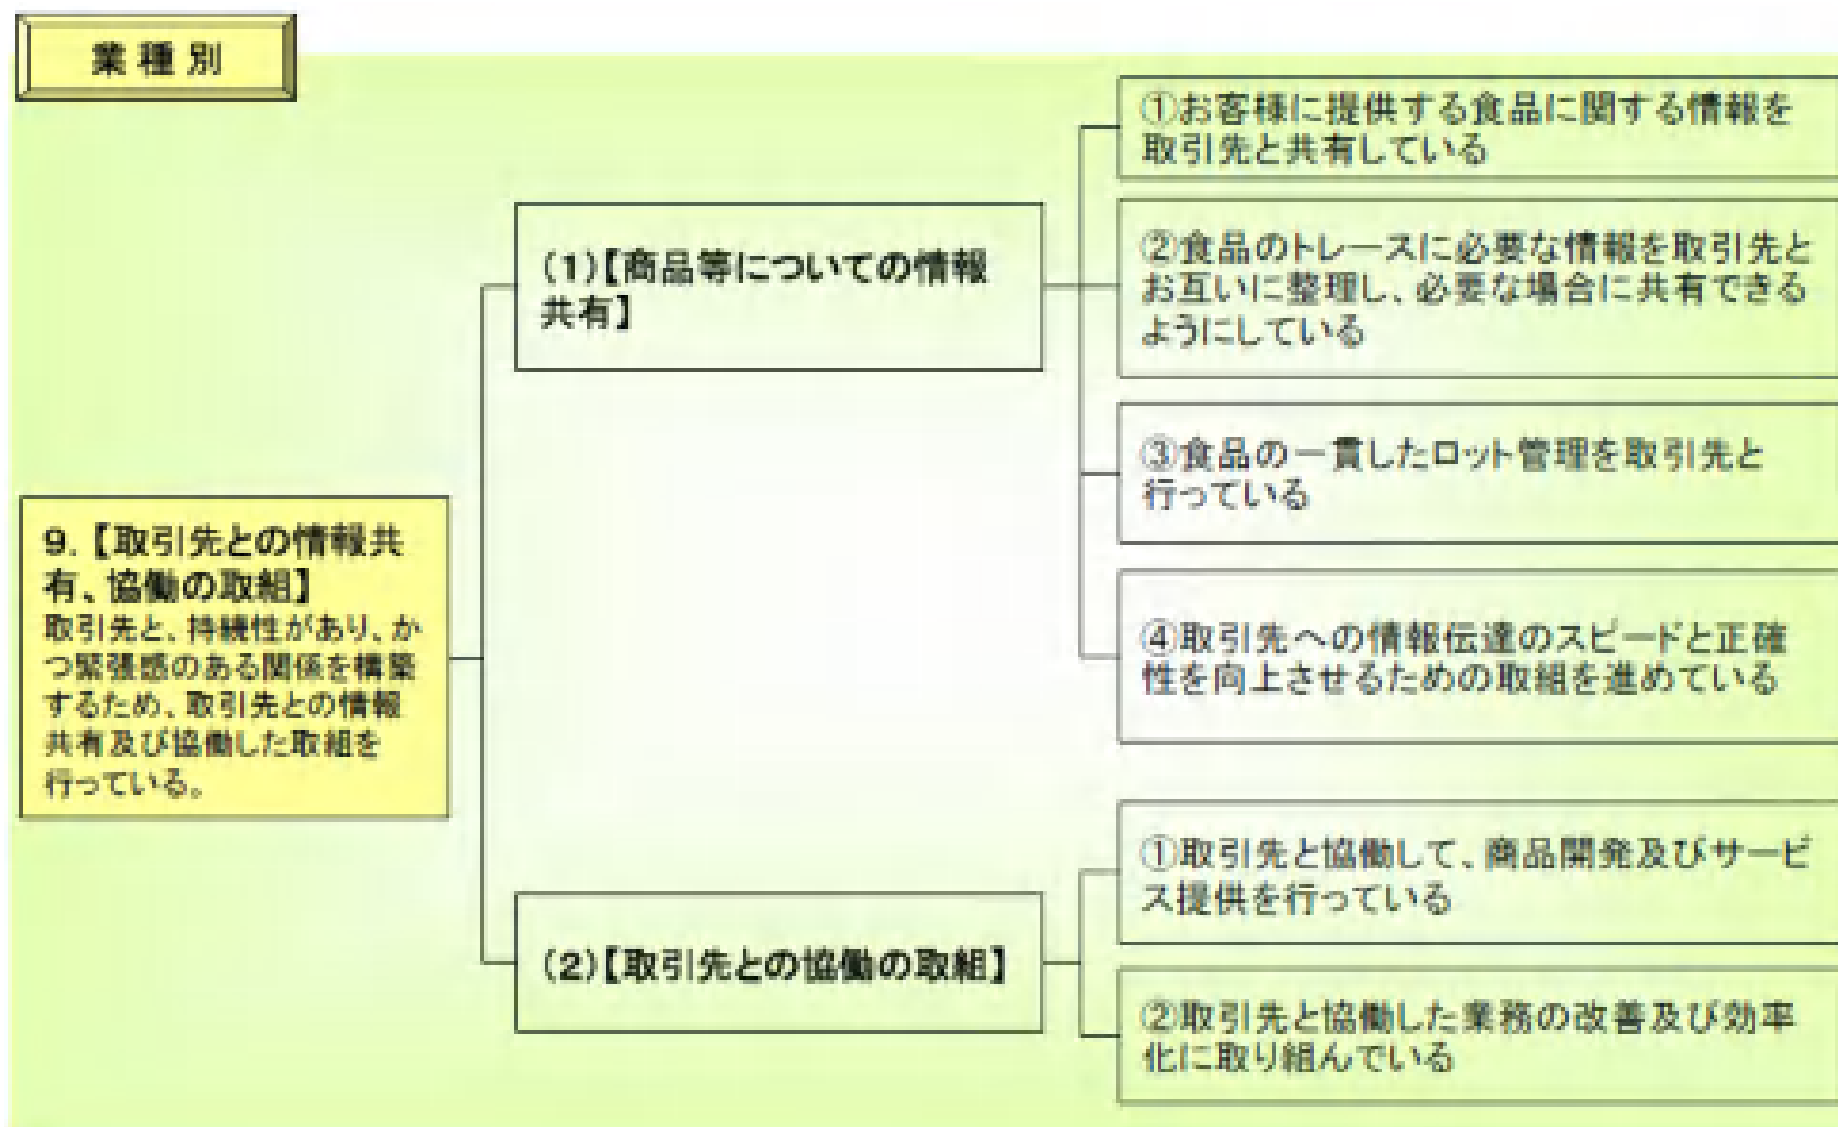 業種別
9.【取引先との情報共
有、協働の取組】
取引先と、持続性があり、か
つ緊張感のある関係を構築
するため、取引先との情報
共有及び協働した取組を
行っている。
(1)【商品等についての情報
共有】
①お客様に提供する食品に関する情報を
取引先と共有している
②食品のトレースに必要な情報を取引先と
お互いに整理し、必要な場合に共有できる
ようにしている
③食品の一貫したロット管理を取引先と
行っている
④取引先への情報伝達のスピードと正確
性を向上させるための取組を進めている
(2)【取引先との協働の取組】
①取引先と協働して、商品開発及びサービ
ス提供を行っている
②取引先と協働した業務の改善及び効率
化に取り組んでいる